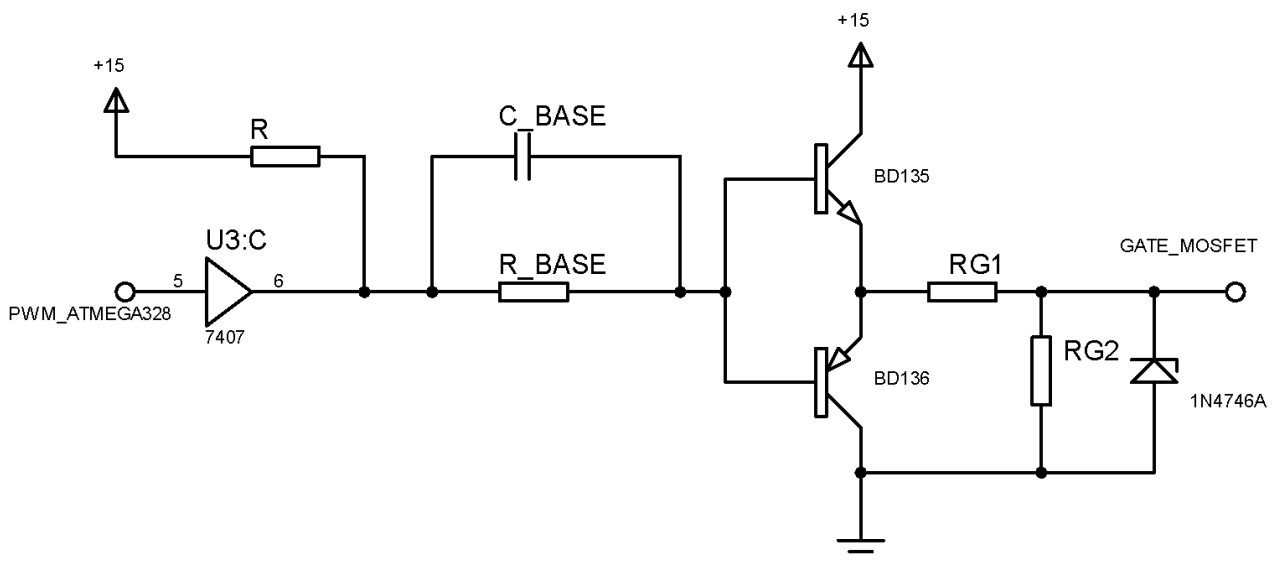 +15
+15
C_BASE
R
BD135
U3:C
R_BASE
RG1
GATE_MOSFET
5
6
PWM_ATMEGA328
7407
RG2
BD136
1N4746A